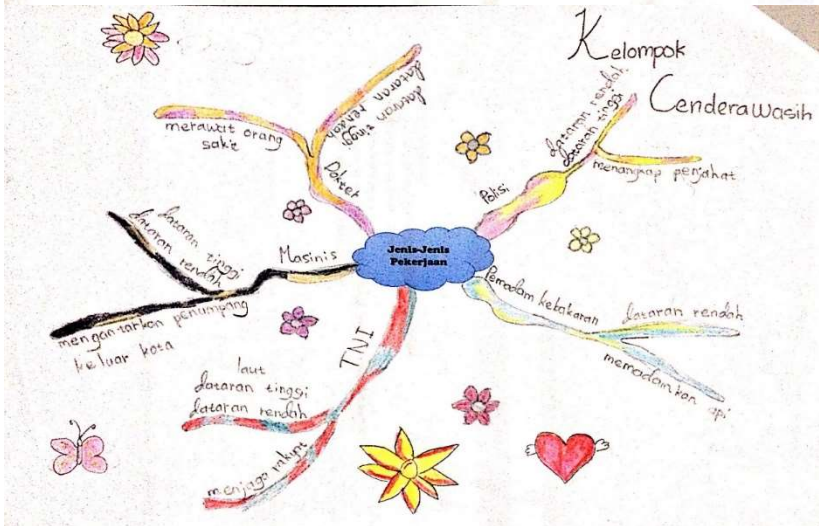 Kelompok
Cenderawasih
Jenis-Jenis
Pekerjaan
Polisi
dataran rendah
dataran tinggi
menangkap penjahat
Pemadam kebakaran
dataran rendah
memadamkan api
TNI
laut
dataran tinggi
dataran rendah
menjaga rakyat
Masinis
dataran tinggi
dataran rendah
mengantarkan penumpang
keluar kota
Dokter
merawat orang
sakit
dataran rendah
dataran tinggi